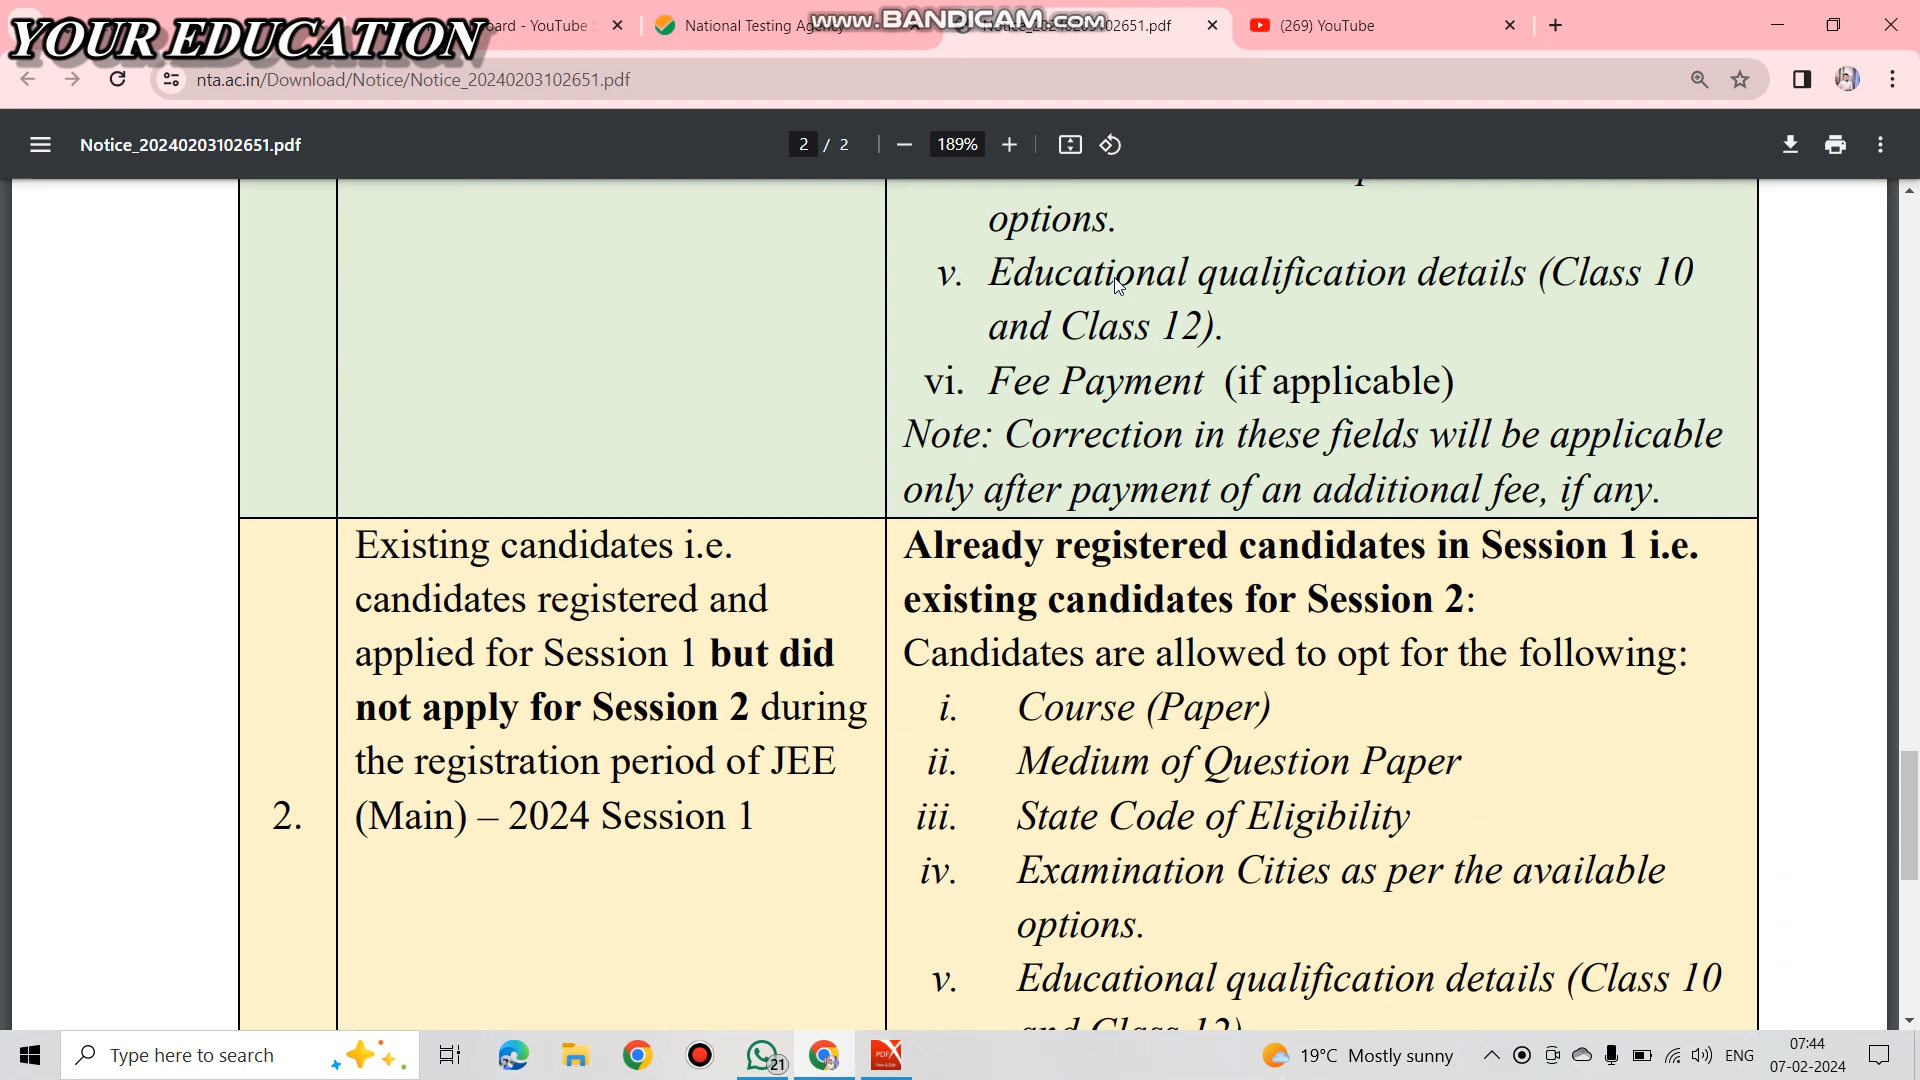 YOUR EDUCATION
board - YouTube
National Testing Agency
www.BANDICAM.com
Notice_20240203102651.pdf
(269) YouTube
nta.ac.in/Download/Notice/Notice_20240203102651.pdf
Notice_20240203102651.pdf
2 / 2
189%
options.
v. Educational qualification details (Class 10
and Class 12).
vi. Fee Payment (if applicable)
Note: Correction in these fields will be applicable
only after payment of an additional fee, if any.
2.
Existing candidates i.e.
candidates registered and
applied for Session 1 but did
not apply for Session 2 during
the registration period of JEE
(Main) – 2024 Session 1
Already registered candidates in Session 1 i.e.
existing candidates for Session 2:
Candidates are allowed to opt for the following:
i. Course (Paper)
ii. Medium of Question Paper
iii. State Code of Eligibility
iv. Examination Cities as per the available
options.
v. Educational qualification details (Class 10
and Class 12)
Type here to search
21
19°C Mostly sunny
ENG
07:44
07-02-2024